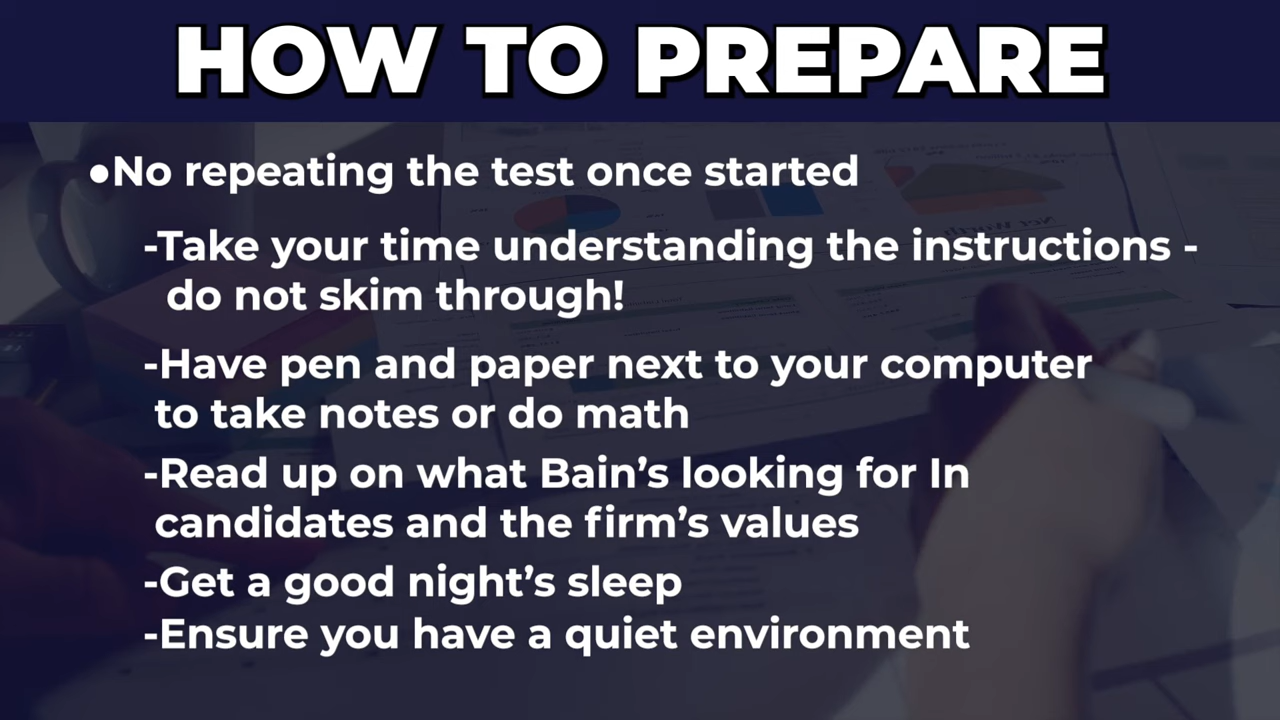 HOW TO PREPARE
•No repeating the test once started
-Take your time understanding the instructions -
do not skim through!
-Have pen and paper next to your computer
to take notes or do math
-Read up on what Bain’s looking for In
candidates and the firm’s values
-Get a good night’s sleep
-Ensure you have a quiet environment